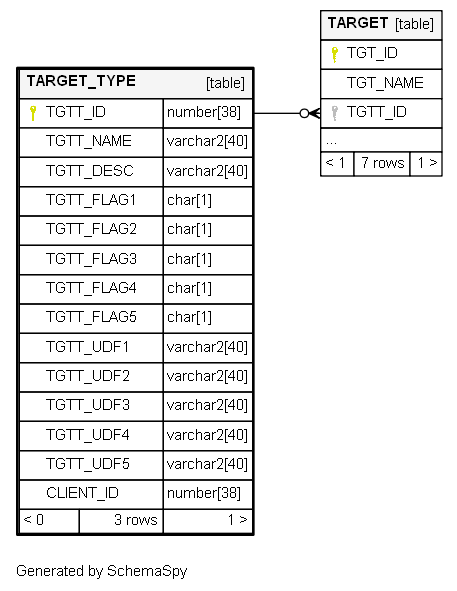 TARGET [table]
TGT_ID
TGT_NAME
TGTT_ID
...
< 1 7 rows 1 >
TARGET_TYPE [table]
TGTT_ID number[38]
TGTT_NAME varchar2[40]
TGTT_DESC varchar2[40]
TGTT_FLAG1 char[1]
TGTT_FLAG2 char[1]
TGTT_FLAG3 char[1]
TGTT_FLAG4 char[1]
TGTT_FLAG5 char[1]
TGTT_UDF1 varchar2[40]
TGTT_UDF2 varchar2[40]
TGTT_UDF3 varchar2[40]
TGTT_UDF4 varchar2[40]
TGTT_UDF5 varchar2[40]
CLIENT_ID number[38]
< 0 3 rows 1 >
Generated by SchemaSpy